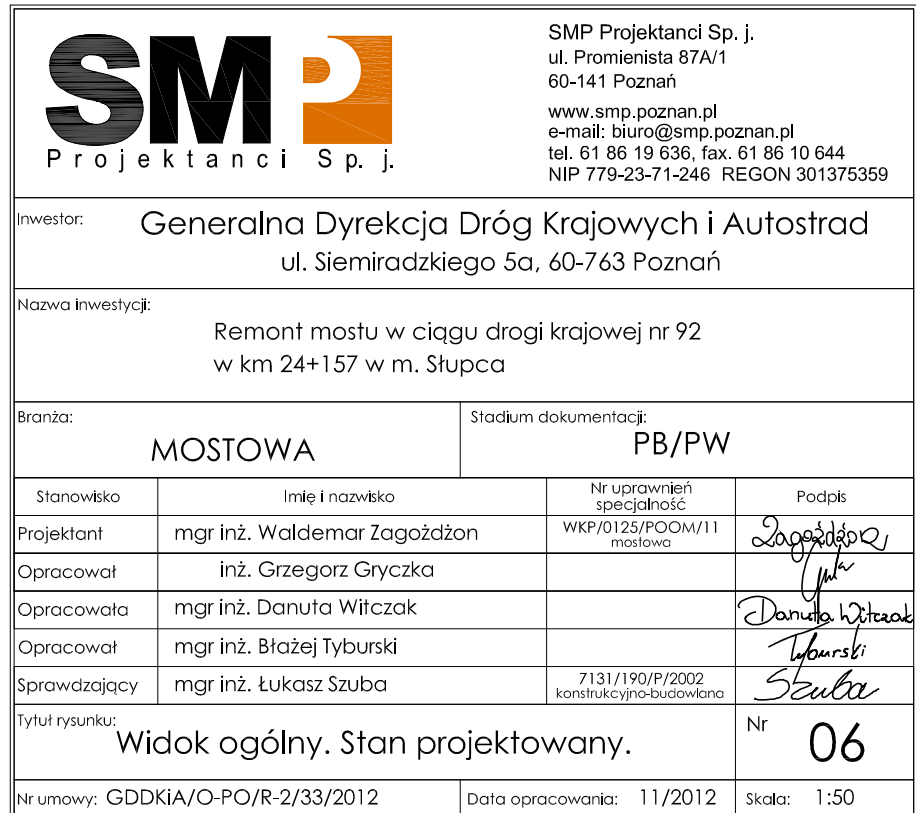 SMP
Projektanci Sp. j.
SMP Projektanci Sp. j.
ul. Promienista 87A/1
60-141 Poznań
www.smp.poznan.pl
e-mail: biuro@smp.poznan.pl
tel. 61 86 19 636, fax. 61 86 10 644
NIP 779-23-71-246 REGON 301375359
Inwestor: Generalna Dyrekcja Dróg Krajowych i Autostrad
ul. Siemiradzkiego 5a, 60-763 Poznań
Nazwa inwestycji:
Remont mostu w ciągu drogi krajowej nr 92
w km 24+157 w m. Słupca
Branża:
MOSTOWA
Stadium dokumentacji:
PB/PW
Stanowisko Imię i nazwisko Nr uprawnień specjalność Podpis
Projektant mgr inż. Waldemar Zagożdżon WKP/0125/POOM/11 mostowa Zagożdżon
Opracował inż. Grzegorz Gryczka
Opracowała mgr inż. Danuta Witczak Danuta Witczak
Opracował mgr inż. Błażej Tyburski Tyburski
Sprawdzający mgr inż. Łukasz Szuba 7131/190/P/2002 konstrukcyjno-budowlana Szuba
Tytuł rysunku:
Widok ogólny. Stan projektowany.
Nr 06
Nr umowy: GDDKiA/O-PO/R-2/33/2012 Data opracowania: 11/2012 Skala: 1:50